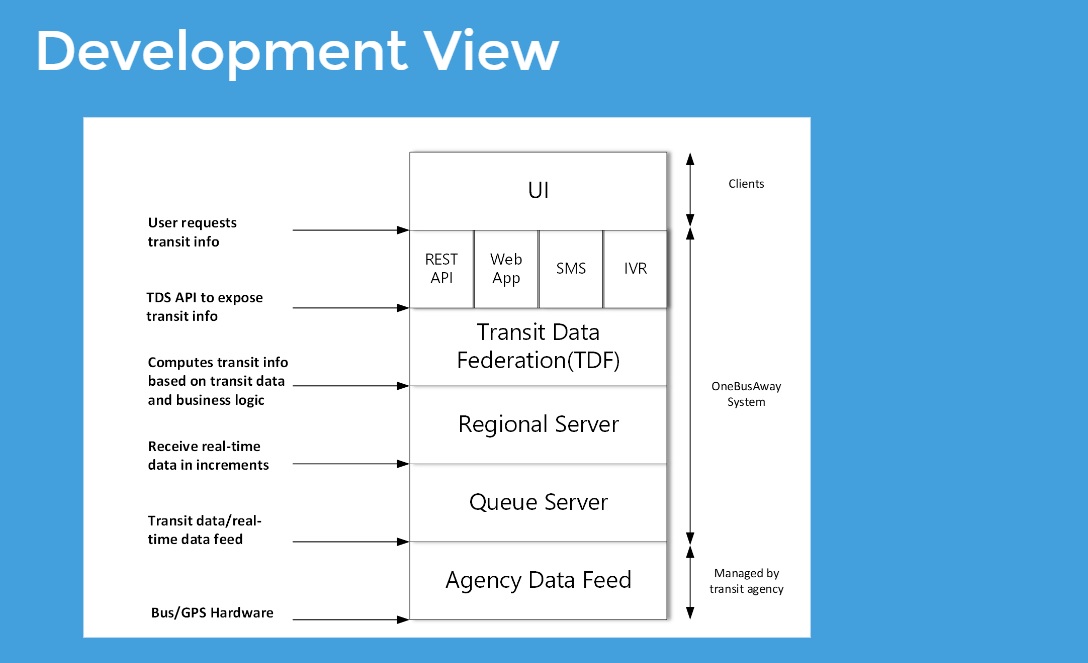 Development View
UI
Clients
User requests
transit info
REST
API
Web
App
SMS
IVR
TDS API to expose
transit info
Transit Data
Federation(TDF)
Computes transit info
based on transit data
and business logic
OneBusAway
System
Regional Server
Receive real-time
data in increments
Queue Server
Transit data/real-
time data feed
Agency Data Feed
Managed by
transit agency
Bus/GPS Hardware